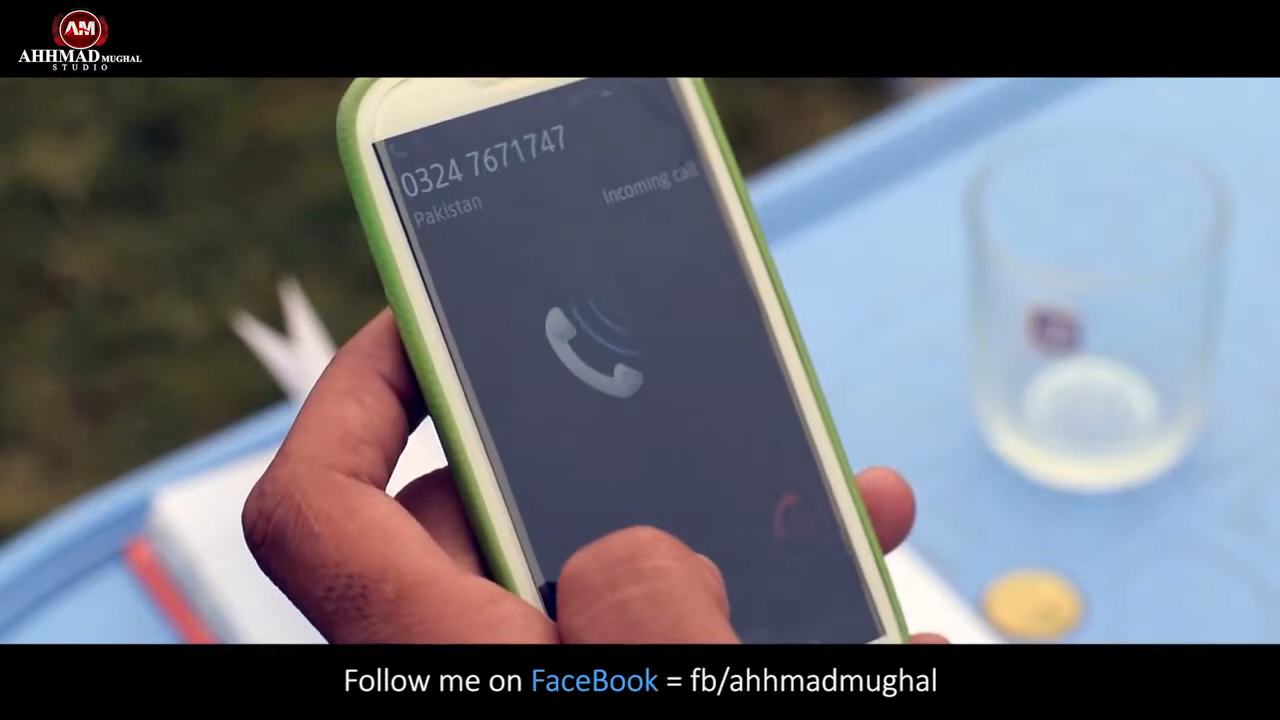 AM
AHHMAD MUGHAL
STUDIO
0324 7671747
Pakistan
Incoming call
Follow me on FaceBook = fb/ahhmadmughal